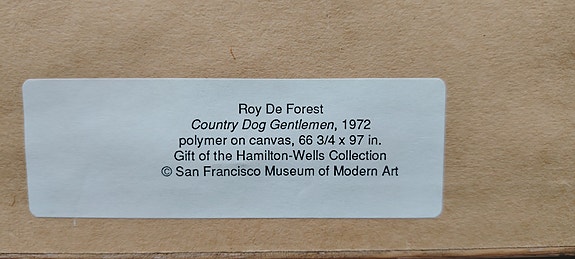 Roy De Forest
Country Dog Gentlemen, 1972
polymer on canvas, 66 3/4 x 97 in.
Gift of the Hamilton-Wells Collection
© San Francisco Museum of Modern Art